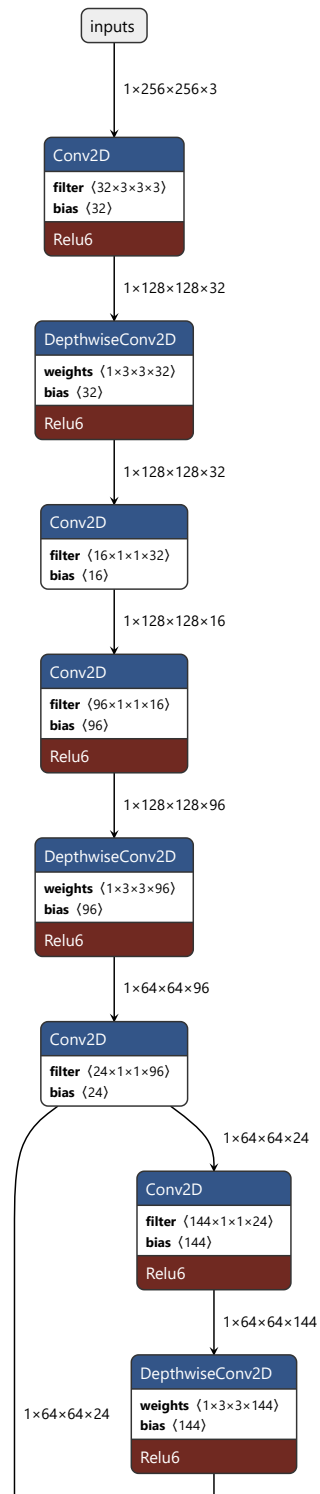 inputs
1×256×256×3
Conv2D
filter ⟨32×3×3×3⟩
bias ⟨32⟩
Relu6
1×128×128×32
DepthwiseConv2D
weights ⟨1×3×3×32⟩
bias ⟨32⟩
Relu6
1×128×128×32
Conv2D
filter ⟨16×1×1×32⟩
bias ⟨16⟩
1×128×128×16
Conv2D
filter ⟨96×1×1×16⟩
bias ⟨96⟩
Relu6
1×128×128×96
DepthwiseConv2D
weights ⟨1×3×3×96⟩
bias ⟨96⟩
Relu6
1×64×64×96
Conv2D
filter ⟨24×1×1×96⟩
bias ⟨24⟩
1×64×64×24
Conv2D
filter ⟨144×1×1×24⟩
bias ⟨144⟩
Relu6
1×64×64×144
DepthwiseConv2D
weights ⟨1×3×3×144⟩
1×64×64×24
bias ⟨144⟩
Relu6